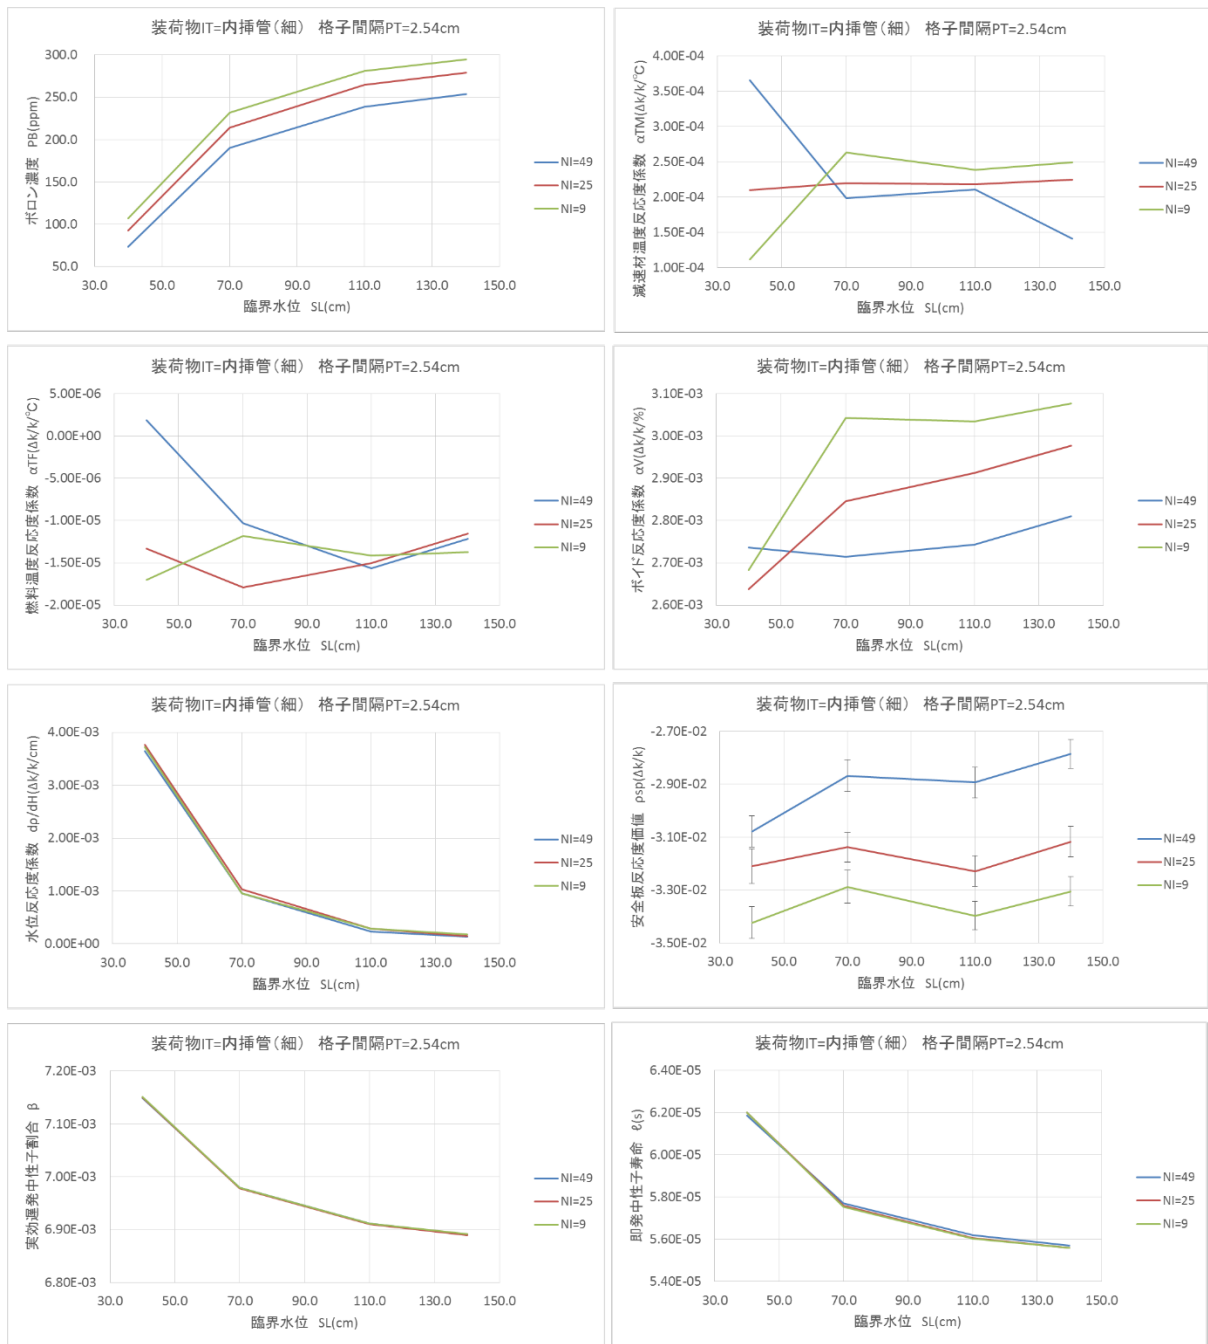 装荷物IT=内挿管(細) 格子間隔PT=2.54cm
ボロン濃度 PB(ppm)
300.0
250.0
200.0
150.0
100.0
50.0
30.0 50.0 70.0 90.0 110.0 130.0 150.0
臨界水位 SL(cm)
NI=49
NI=25
NI=9
装荷物IT=内挿管(細) 格子間隔PT=2.54cm
減速材温度反応度係数 αTM(Δk/k/℃)
4.00E-04
3.50E-04
3.00E-04
2.50E-04
2.00E-04
1.50E-04
1.00E-04
30.0 50.0 70.0 90.0 110.0 130.0 150.0
臨界水位 SL(cm)
NI=49
NI=25
NI=9
装荷物IT=内挿管(細) 格子間隔PT=2.54cm
燃料温度反応度係数 αTF(Δk/k/℃)
5.00E-06
0.00E+00
-5.00E-06
-1.00E-05
-1.50E-05
-2.00E-05
30.0 50.0 70.0 90.0 110.0 130.0 150.0
臨界水位 SL(cm)
NI=49
NI=25
NI=9
装荷物IT=内挿管(細) 格子間隔PT=2.54cm
ボイド反応度係数 αV(Δk/k/%)
3.10E-03
3.00E-03
2.90E-03
2.80E-03
2.70E-03
2.60E-03
30.0 50.0 70.0 90.0 110.0 130.0 150.0
臨界水位 SL(cm)
NI=49
NI=25
NI=9
装荷物IT=内挿管(細) 格子間隔PT=2.54cm
水位反応度係数 dρ/dH(Δk/k/cm)
4.00E-03
3.00E-03
2.00E-03
1.00E-03
0.00E+00
30.0 50.0 70.0 90.0 110.0 130.0 150.0
臨界水位 SL(cm)
NI=49
NI=25
NI=9
装荷物IT=内挿管(細) 格子間隔PT=2.54cm
安全板反応度価値 ρsp(Δk/k)
-2.70E-02
-2.90E-02
-3.10E-02
-3.30E-02
-3.50E-02
30.0 50.0 70.0 90.0 110.0 130.0 150.0
臨界水位 SL(cm)
NI=49
NI=25
NI=9
装荷物IT=内挿管(細) 格子間隔PT=2.54cm
実効遅発中性子割合 β
7.20E-03
7.10E-03
7.00E-03
6.90E-03
6.80E-03
30.0 50.0 70.0 90.0 110.0 130.0 150.0
臨界水位 SL(cm)
NI=49
NI=25
NI=9
装荷物IT=内挿管(細) 格子間隔PT=2.54cm
即発中性子寿命 ℓ(s)
6.40E-05
6.20E-05
6.00E-05
5.80E-05
5.60E-05
5.40E-05
30.0 50.0 70.0 90.0 110.0 130.0 150.0
臨界水位 SL(cm)
NI=49
NI=25
NI=9